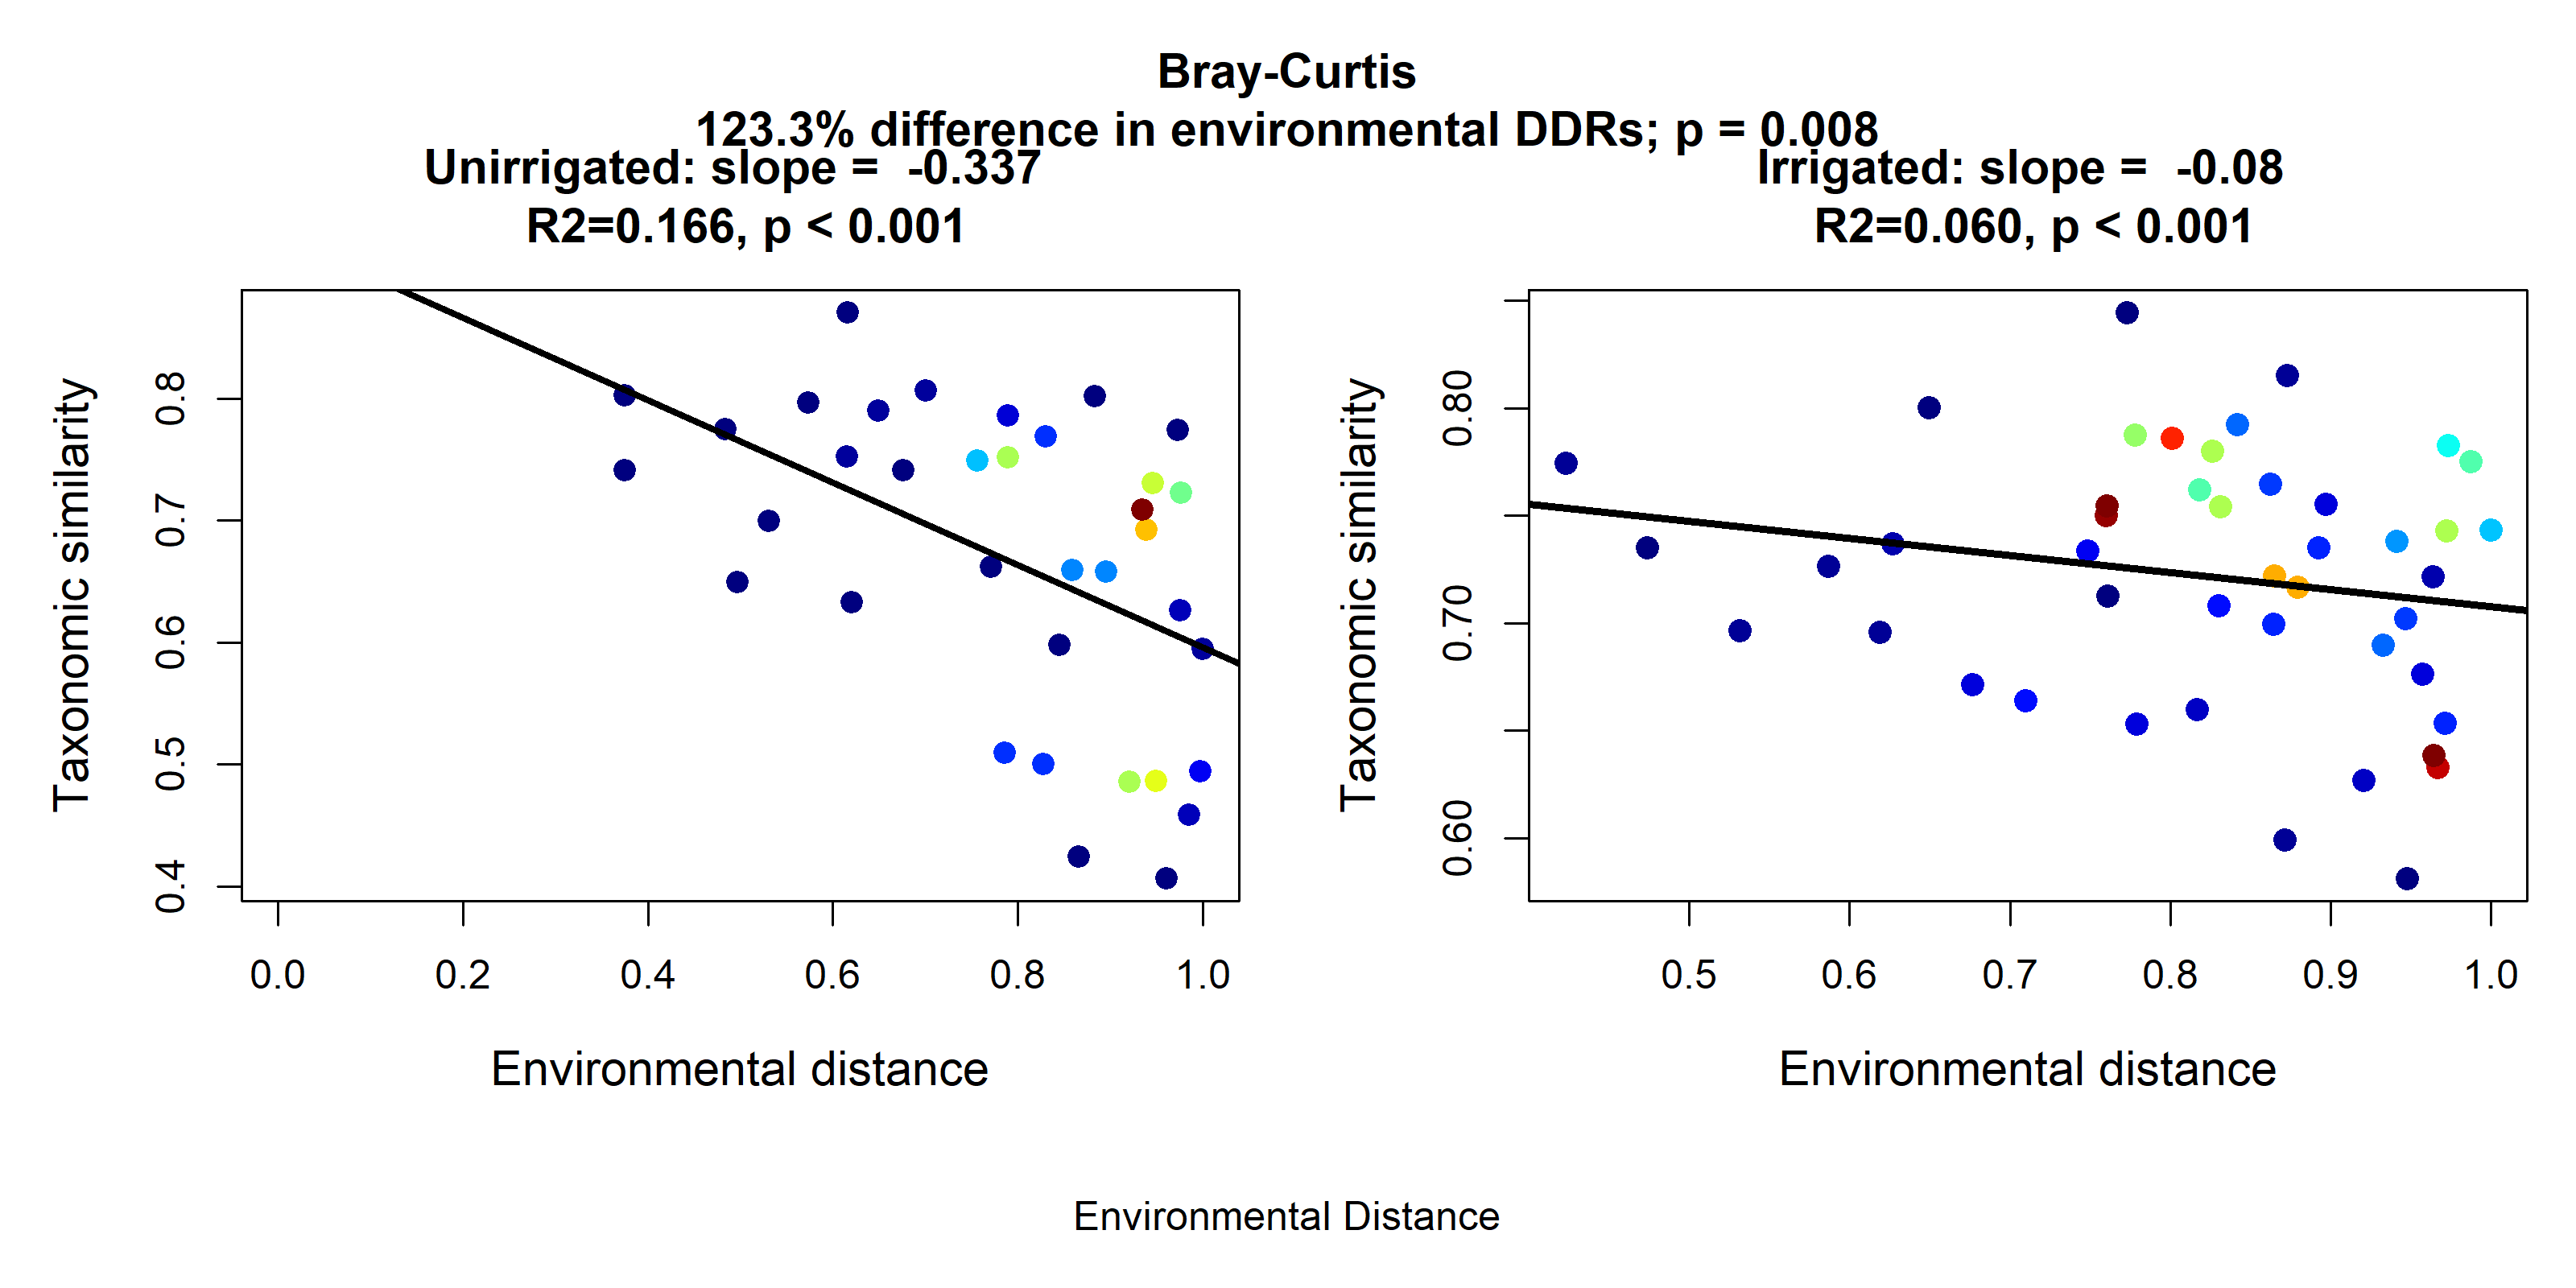 Bray-Curtis
123.3% difference in environmental DDRs; p = 0.008
Unirrigated: slope =  -0.337
R2=0.166, p < 0.001
Taxonomic similarity
0.8
0.7
0.6
0.5
0.4
0.0 0.2 0.4 0.6 0.8 1.0
Environmental distance
Irrigated: slope =  -0.08
R2=0.060, p < 0.001
Taxonomic similarity
0.80
0.70
0.60
0.5 0.6 0.7 0.8 0.9 1.0
Environmental distance
Environmental Distance